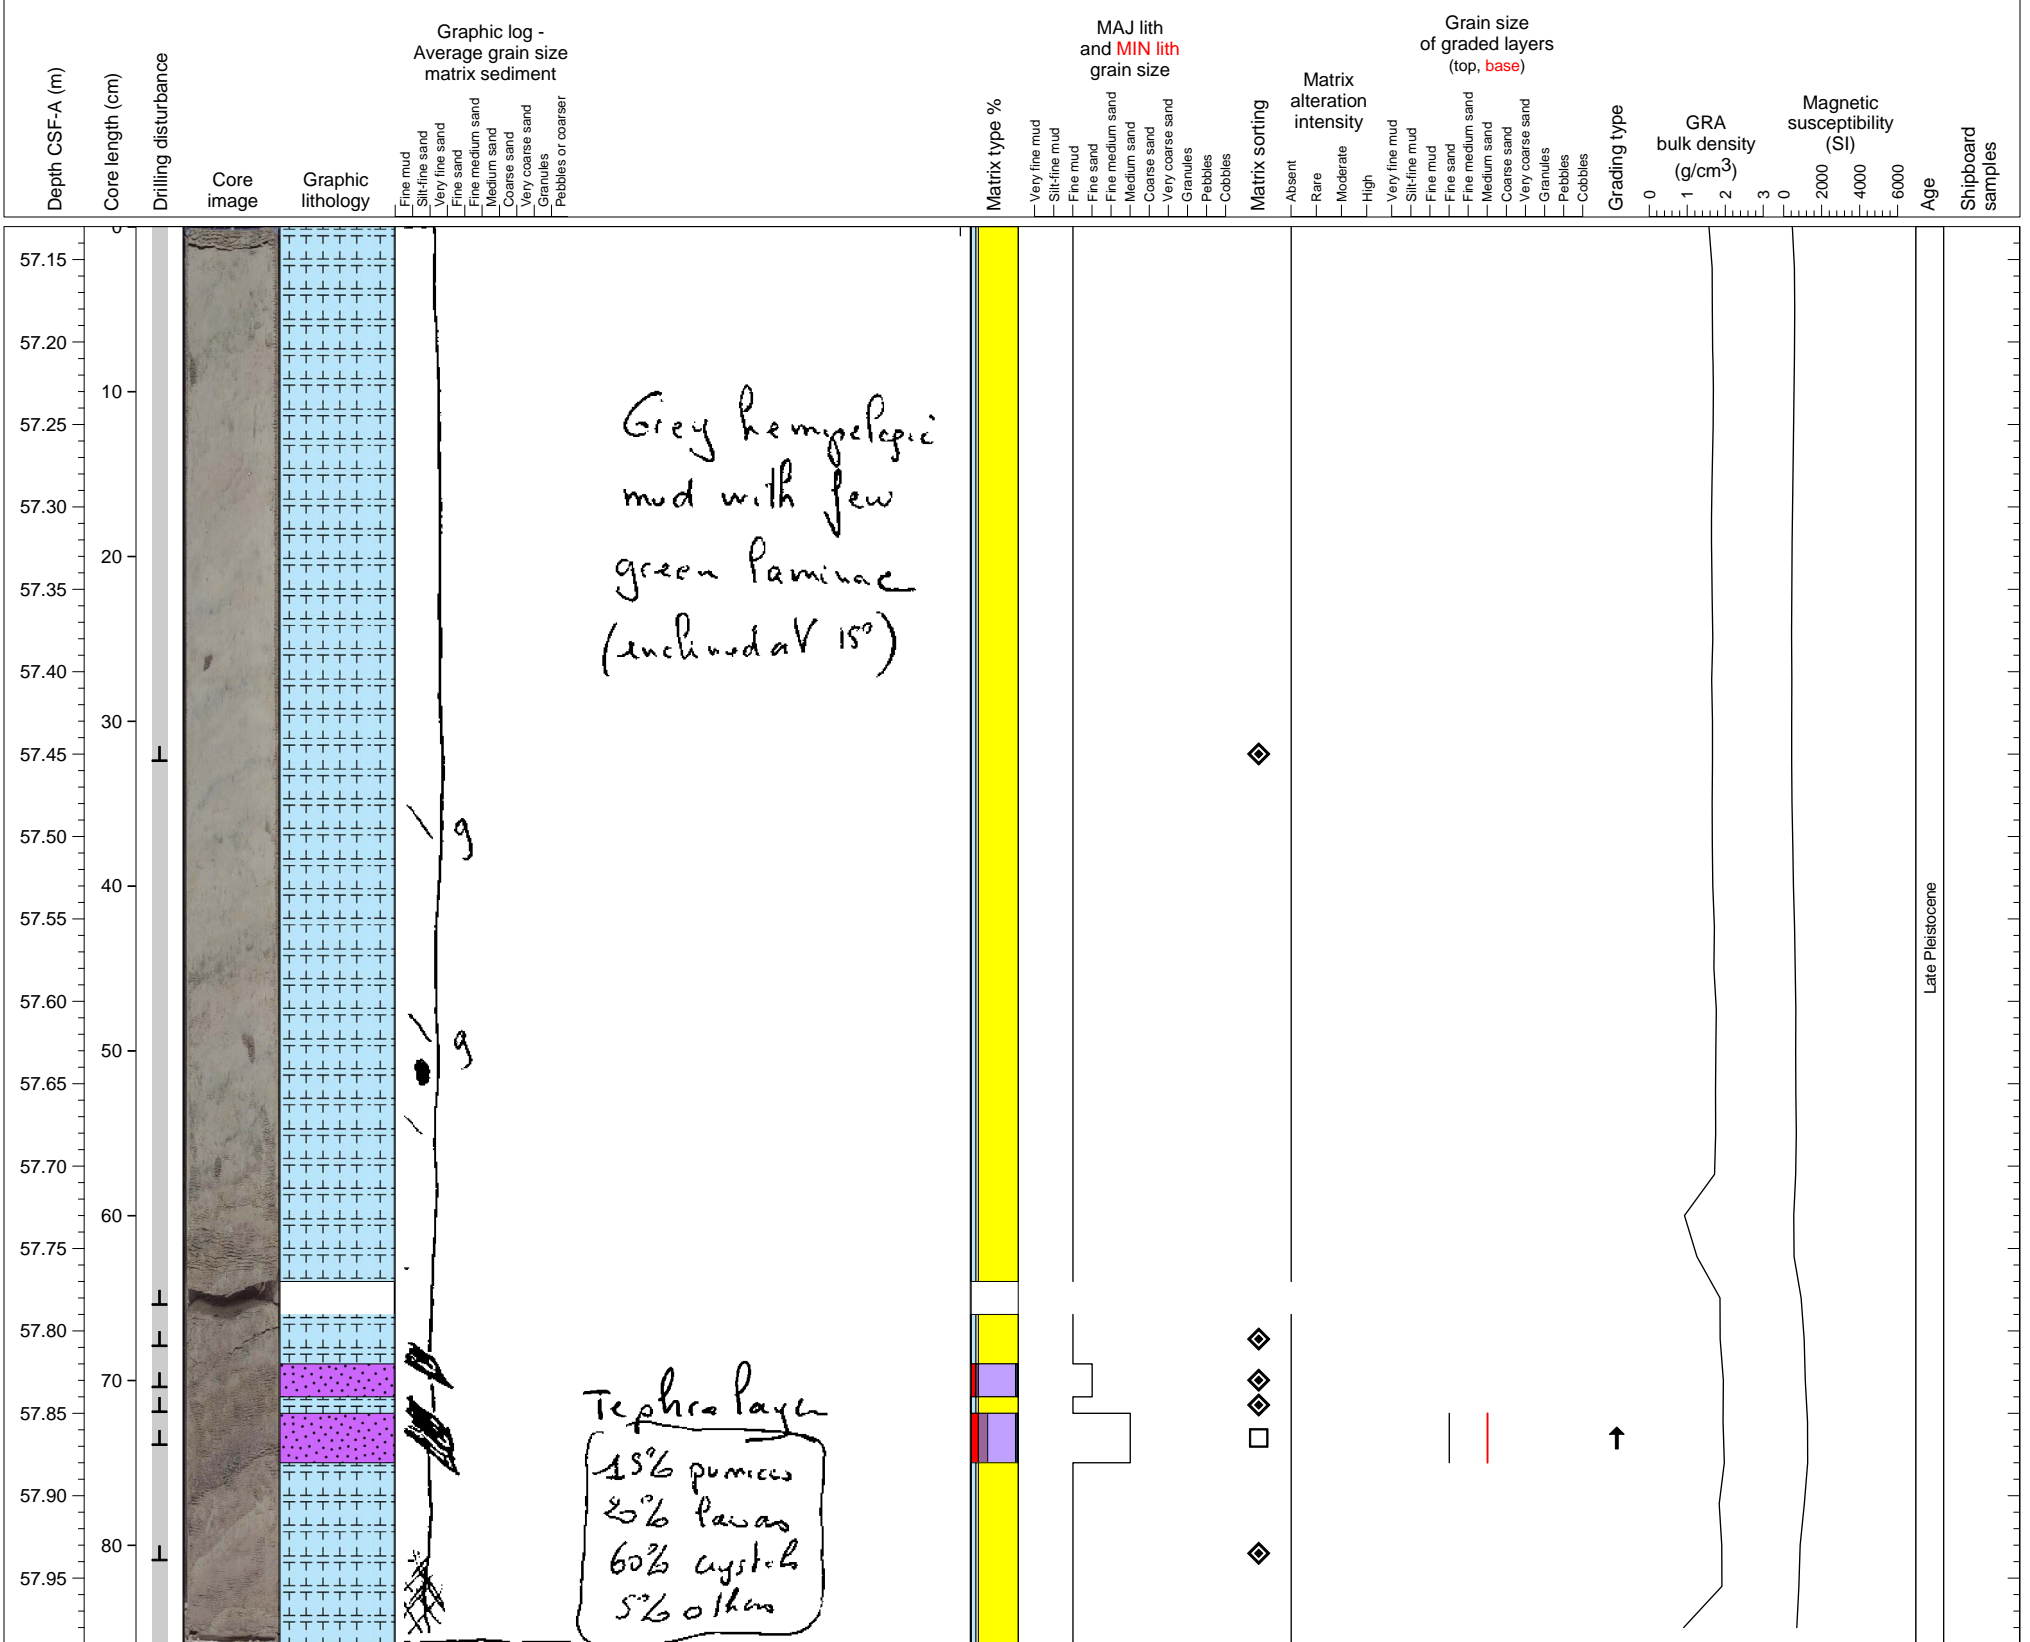 Depth CSF-A (m)
Core length (cm)
Drilling disturbance
Core
image
Graphic
lithology
Graphic log -
Average grain size
matrix sediment
Fine mud
Silt-fine sand
Very fine sand
Fine sand
Fine medium sand
Medium sand
Coarse sand
Very coarse sand
Granules
Pebbles or coarser
Matrix type %
MAJ lith
and MIN lith
grain size
Very fine mud
Silt-fine mud
Fine mud
Fine sand
Fine medium sand
Medium sand
Coarse sand
Very coarse sand
Granules
Pebbles
Cobbles
Matrix sorting
Matrix
alteration
intensity
Absent
Rare
Moderate
High
Grain size
of graded layers
(top, base)
Very fine mud
Silt-fine mud
Fine mud
Fine sand
Fine medium sand
Medium sand
Coarse sand
Very coarse sand
Granules
Pebbles
Cobbles
Grading type
GRA
bulk density
(g/cm3)
0 1 2 3
Magnetic
susceptibility
(SI)
0 2000 4000 6000
Age
Shipboard
samples
0
57.15
57.20
10
57.25
57.30
20
57.35
57.40
30
57.45
57.50
40
57.55
57.60
50
57.65
57.70
60
57.75
57.80
70
57.85
57.90
80
57.95
Grey hemipelagic
mud with few
green laminae
(enclined at 15°)
g
g
Tephra layer
15% pumices
20% lavas
60% crystals
5% others
Late Pleistocene